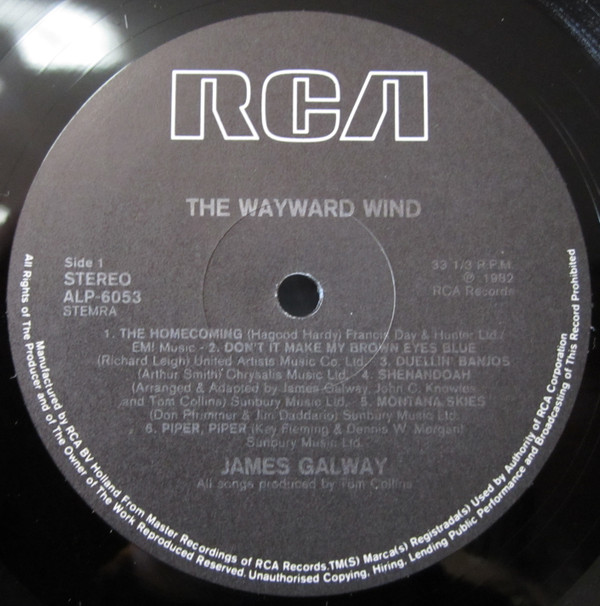 RCA
THE WAYWARD WIND
Side 1
STEREO
ALP-6053
STEMRA
33 1/3 R.P.M.
℗ 1982
RCA Records
1. THE HOMECOMING (Hagood Hardy) Francis Day & Hunter Ltd./
EMI Music - 2. DON'T IT MAKE MY BROWN EYES BLUE
(Richard Leigh) United Artists Music Co. Ltd. 3. DUELLIN' BANJOS
(Arthur Smith) Chrysalis Music Ltd. 4. SHENANDOAH
(Arranged & Adapted by James Galway, John C. Knowles
and Tom Collins) Sunbury Music Ltd. 5. MONTANA SKIES
(Don Pfrimmer & Jim Daddario) Sunbury Music Ltd.
6. PIPER, PIPER (Key Fleming & Dennis W. Morgan)
Sunbury Music Ltd.
JAMES GALWAY
All songs produced by Tom Collins
Manufactured by RCA BV Holland From Master Recordings of RCA Records.TM(S) Marca(s) Registrada(s) Used by Authority of RCA Corporation
All Rights of The Producer and of The Owner of The Work Reproduced Reserved. Unauthorised Copying, Hiring, Lending Public Performance and Broadcasting of This Record Prohibited